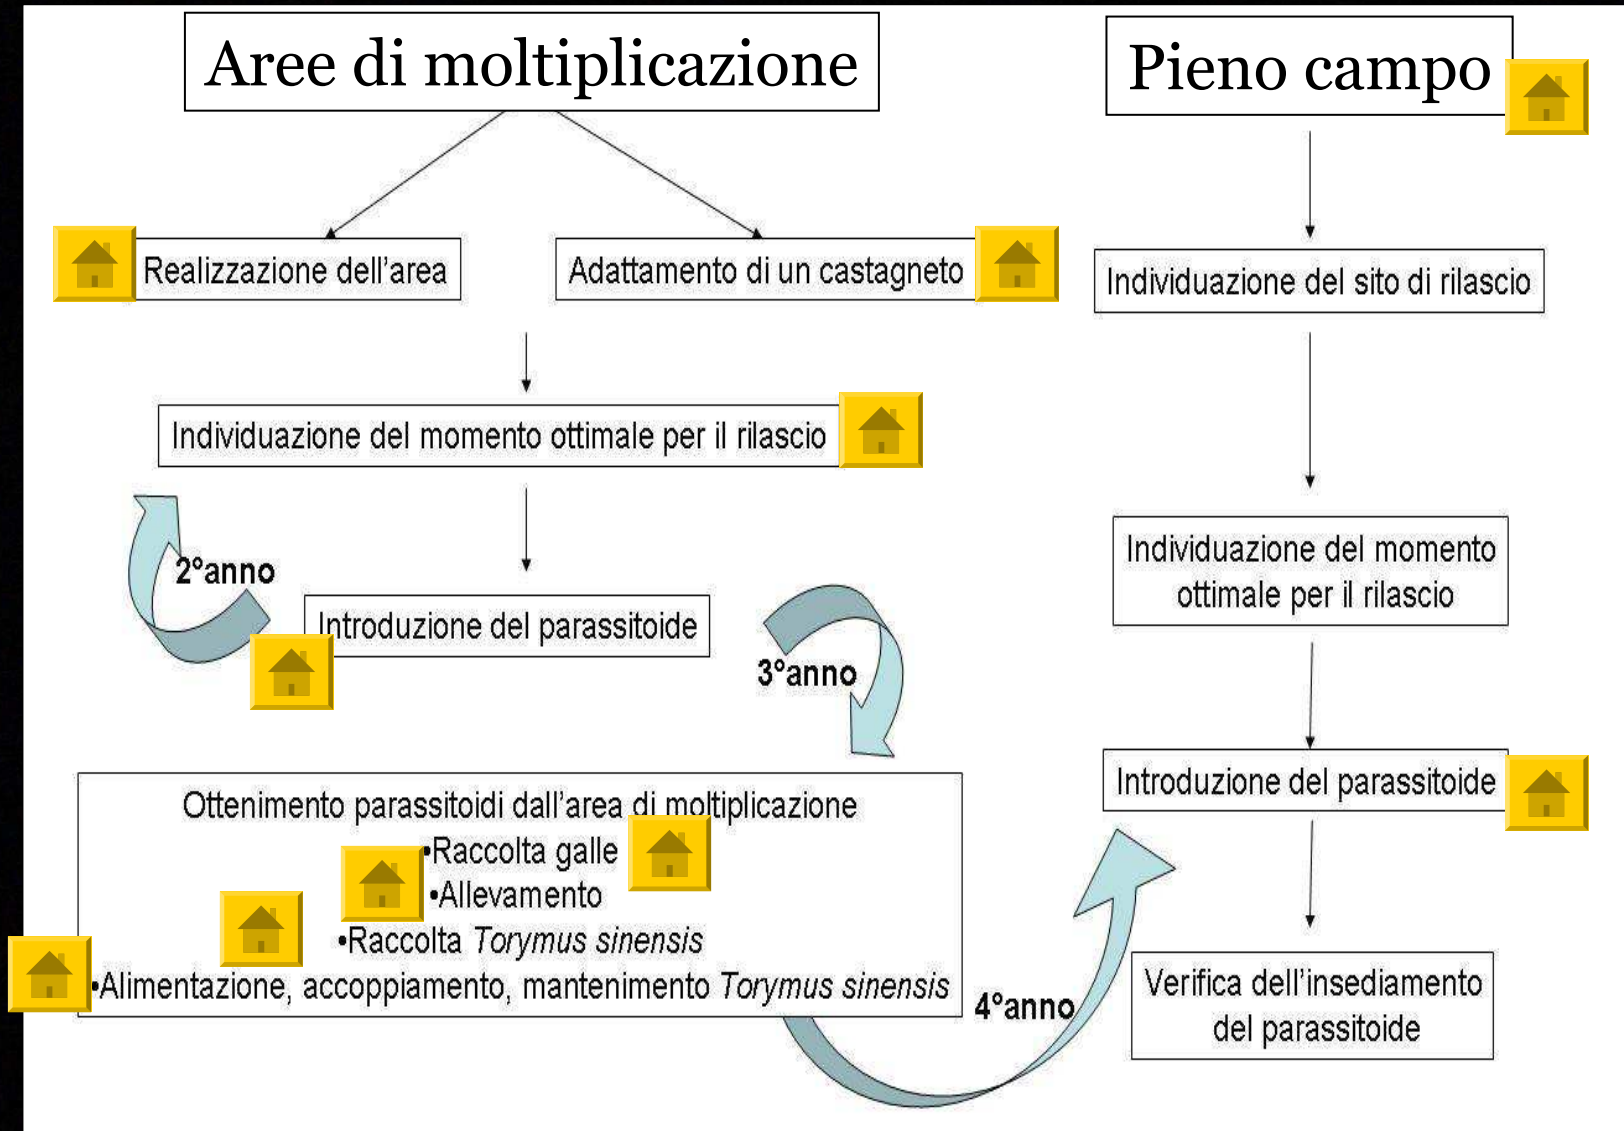 Aree di moltiplicazione
Pieno campo
Realizzazione dell'area
Adattamento di un castagneto
Individuazione del sito di rilascio
Individuazione del momento ottimale per il rilascio
2°anno
Introduzione del parassitoide
3°anno
Individuazione del momento
ottimale per il rilascio
Introduzione del parassitoide
Ottenimento parassitoidi dall'area di moltiplicazione
•Raccolta galle
•Allevamento
•Raccolta Torymus sinensis
•Alimentazione, accoppiamento, mantenimento Torymus sinensis
4°anno
Verifica dell'insediamento
del parassitoide